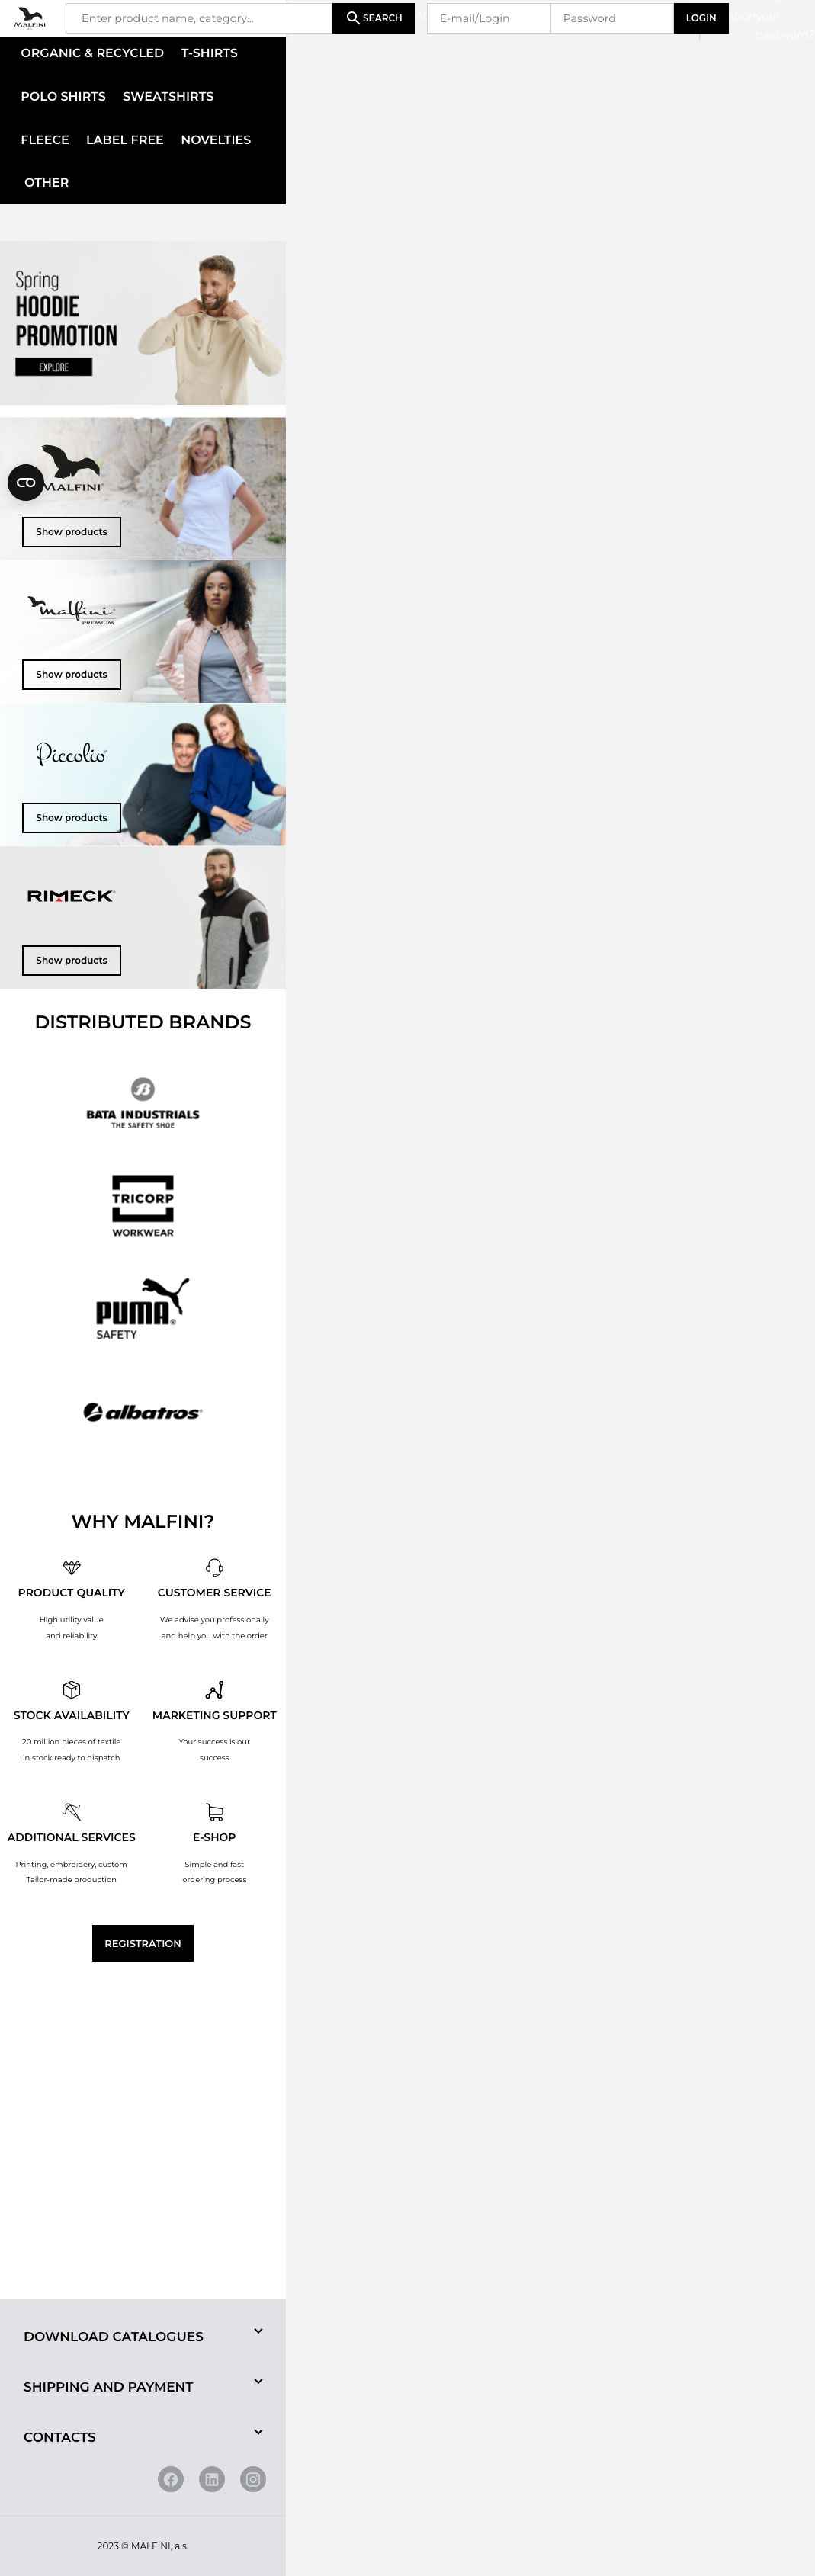 MALFINI
Enter product name, category...
SEARCH
E-mail/Login
Password
LOGIN
password?
ORGANIC & RECYCLED T-SHIRTS
POLO SHIRTS SWEATSHIRTS
FLEECE LABEL FREE NOVELTIES
OTHER
Spring
HOODIE
PROMOTION
EXPLORE
MALFINI®
Show products
malfini®
PREMIUM
Show products
Piccolio®
Show products
RIMECK®
Show products
DISTRIBUTED BRANDS
B
BATA INDUSTRIALS
THE SAFETY SHOE
TRICORP
WORKWEAR
PUMA®
SAFETY
albatros®
WHY MALFINI?
PRODUCT QUALITY
High utility value
and reliability
CUSTOMER SERVICE
We advise you professionally
and help you with the order
STOCK AVAILABILITY
20 million pieces of textile
in stock ready to dispatch
MARKETING SUPPORT
Your success is our
success
ADDITIONAL SERVICES
Printing, embroidery, custom
Tailor-made production
E-SHOP
Simple and fast
ordering process
REGISTRATION
DOWNLOAD CATALOGUES
SHIPPING AND PAYMENT
CONTACTS
2023 © MALFINI, a.s.